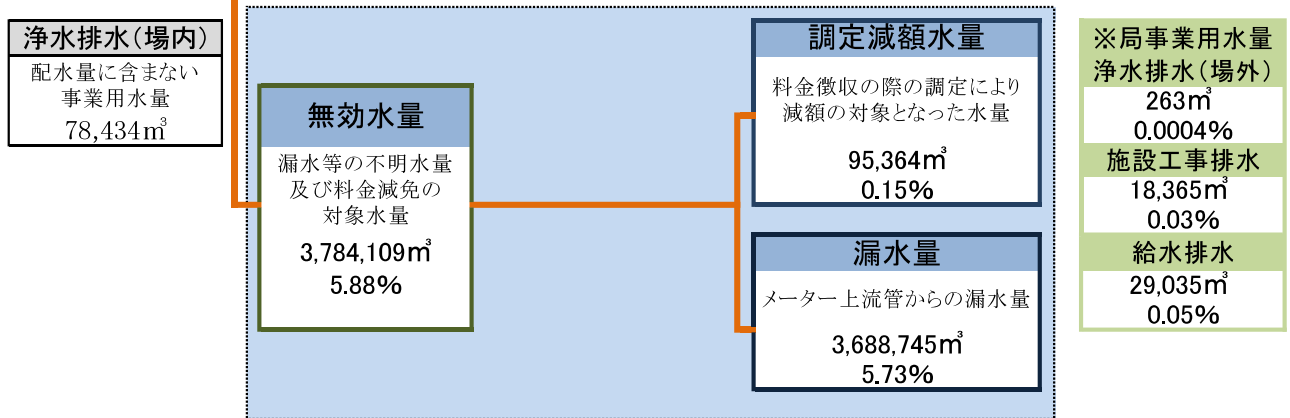 浄水排水(場内)
配水量に含まない
事業用水量
78,434㎥
無効水量
漏水等の不明水量
及び料金減免の
対象水量
3,784,109㎥
5.88%
調定減額水量
料金徴収の際の調定により
減額の対象となった水量
95,364㎥
0.15%
漏水量
メーター上流管からの漏水量
3,688,745㎥
5.73%
※局事業用水量
浄水排水(場外)
263㎥
0.0004%
施設工事排水
18,365㎥
0.03%
給水排水
29,035㎥
0.05%